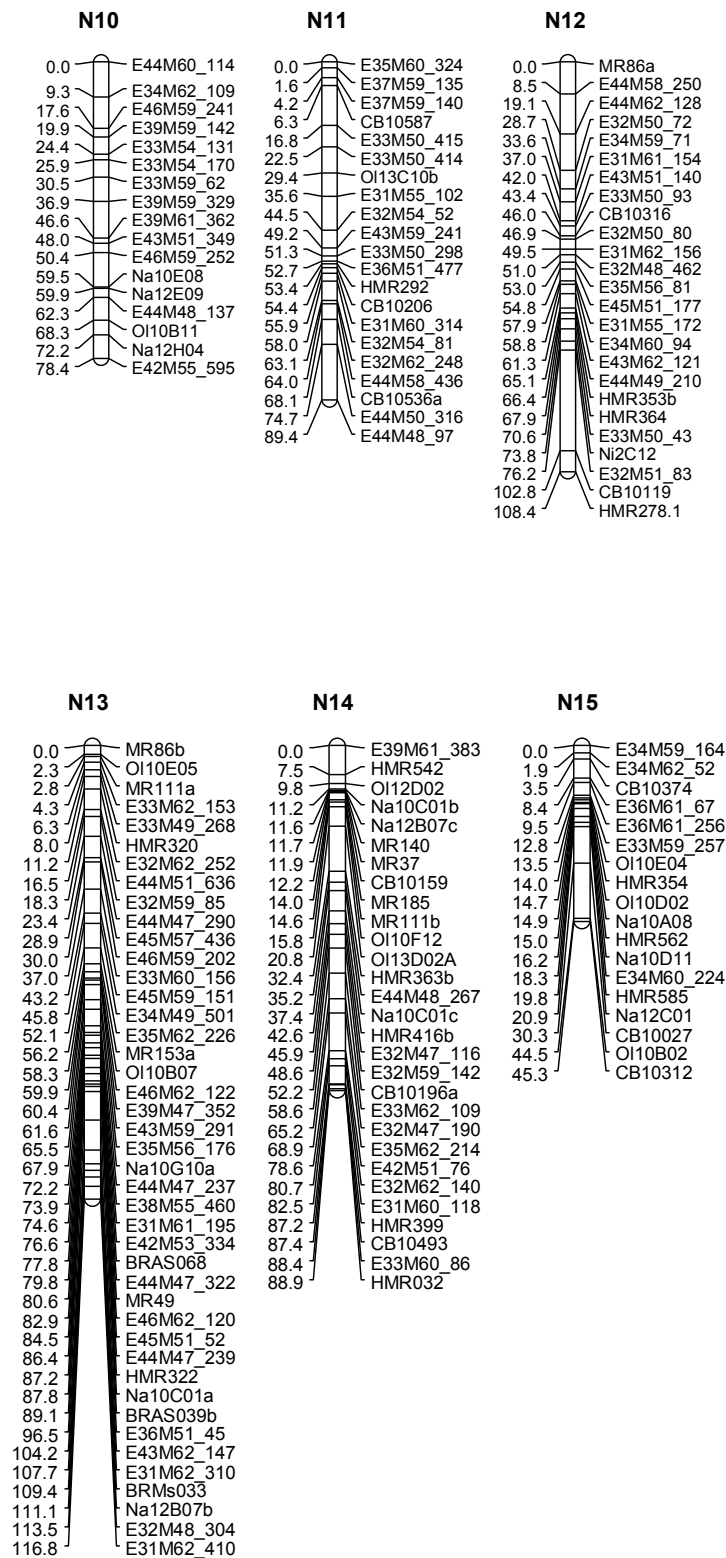 N10
0.0 E44M60_114
9.3 E34M62_109
17.6 E46M59_241
19.9 E39M59_142
24.4 E33M54_131
25.9 E33M54_170
30.5 E33M59_62
36.9 E39M59_329
46.6 E39M61_362
48.0 E43M51_349
50.4 E46M59_252
59.5 Na10E08
59.9 Na12E09
62.3 E44M48_137
68.3 Ol10B11
72.2 Na12H04
78.4 E42M55_595
N11
0.0 E35M60_324
1.6 E37M59_135
4.2 E37M59_140
6.3 CB10587
16.8 E33M50_415
22.5 E33M50_414
29.4 Ol13C10b
35.6 E31M55_102
44.5 E32M54_52
49.2 E43M59_241
51.3 E33M50_298
52.7 E36M51_477
53.4 HMR292
54.4 CB10206
55.9 E31M60_314
58.0 E32M54_81
63.1 E32M62_248
64.0 E44M58_436
68.1 CB10536a
74.7 E44M50_316
89.4 E44M48_97
N12
0.0 MR86a
8.5 E44M58_250
19.1 E44M62_128
28.7 E32M50_72
33.6 E34M59_71
37.0 E31M61_154
42.0 E43M51_140
43.4 E33M50_93
46.0 CB10316
46.9 E32M50_80
49.5 E31M62_156
51.0 E32M48_462
53.0 E35M56_81
54.8 E45M51_177
57.9 E31M55_172
58.8 E34M60_94
61.3 E43M62_121
65.1 E44M49_210
66.4 HMR353b
67.9 HMR364
70.6 E33M50_43
73.8 Ni2C12
76.2 E32M51_83
102.8 CB10119
108.4 HMR278.1
N13
0.0 MR86b
2.3 Ol10E05
2.8 MR111a
4.3 E33M62_153
6.3 E33M49_268
8.0 HMR320
11.2 E32M62_252
16.5 E44M51_636
18.3 E32M59_85
23.4 E44M47_290
28.9 E45M57_436
30.0 E46M59_202
37.0 E33M60_156
43.2 E45M59_151
45.8 E34M49_501
52.1 E35M62_226
56.2 MR153a
58.3 Ol10B07
59.9 E46M62_122
60.4 E39M47_352
61.6 E43M59_291
65.5 E35M56_176
67.9 Na10G10a
72.2 E44M47_237
73.9 E38M55_460
74.6 E31M61_195
76.6 E42M53_334
77.8 BRAS068
79.8 E44M47_322
80.6 MR49
82.9 E46M62_120
84.5 E45M51_52
86.4 E44M47_239
87.2 HMR322
87.8 Na10C01a
89.1 BRAS039b
96.5 E36M51_45
104.2 E43M62_147
107.7 E31M62_310
109.4 BRMs033
111.1 Na12B07b
113.5 E32M48_304
116.8 E31M62_410
N14
0.0 E39M61_383
7.5 HMR542
9.8 Ol12D02
11.2 Na10C01b
11.6 Na12B07c
11.7 MR140
11.9 MR37
12.2 CB10159
14.0 MR185
14.6 MR111b
15.8 Ol10F12
20.8 Ol13D02A
32.4 HMR363b
35.2 E44M48_267
37.4 Na10C01c
42.6 HMR416b
45.9 E32M47_116
48.6 E32M59_142
52.2 CB10196a
58.6 E33M62_109
65.2 E32M47_190
68.9 E35M62_214
78.6 E42M51_76
80.7 E32M62_140
82.5 E31M60_118
87.2 HMR399
87.4 CB10493
88.4 E33M60_86
88.9 HMR032
N15
0.0 E34M59_164
1.9 E34M62_52
3.5 CB10374
8.4 E36M61_67
9.5 E36M61_256
12.8 E33M59_257
13.5 Ol10E04
14.0 HMR354
14.7 Ol10D02
14.9 Na10A08
15.0 HMR562
16.2 Na10D11
18.3 E34M60_224
19.8 HMR585
20.9 Na12C01
30.3 CB10027
44.5 Ol10B02
45.3 CB10312